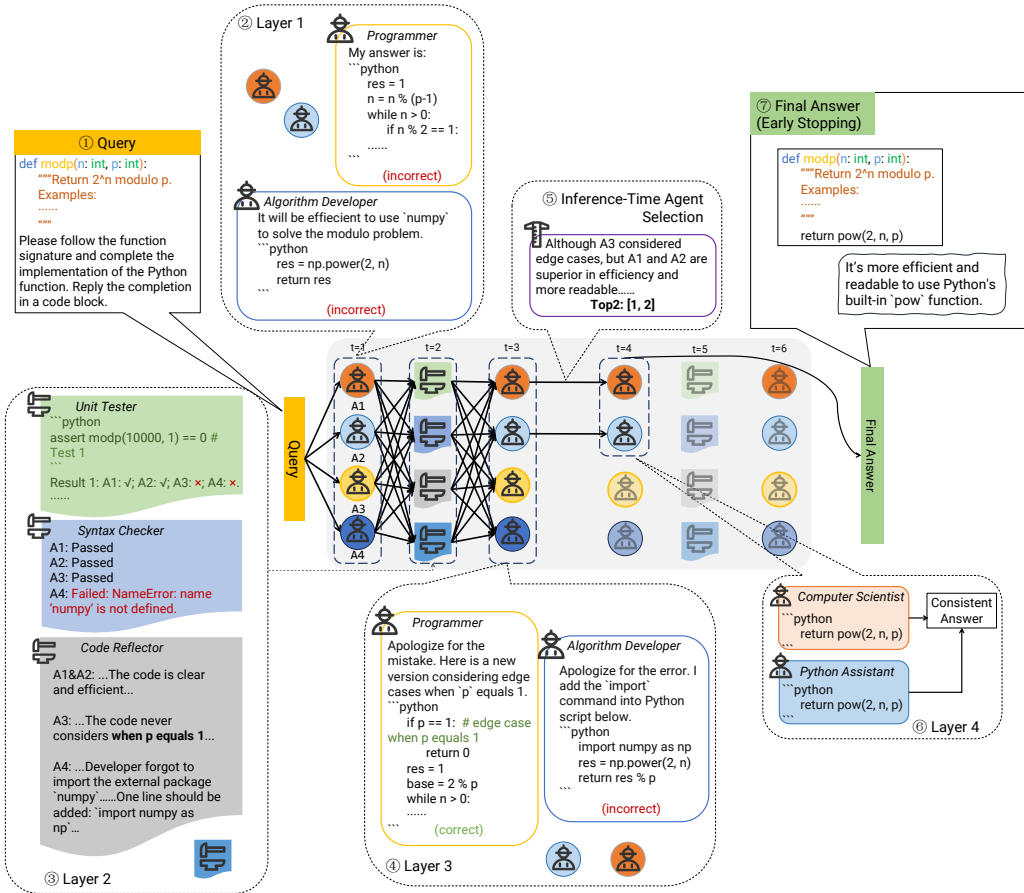 ② Layer 1
Programmer
My answer is:
```python
res = 1
n = n % (p-1)
while n > 0:
if n % 2 == 1:
......
```
(incorrect)
Algorithm Developer
It will be effiecient to use `numpy`
to solve the modulo problem.
```python
res = np.power(2, n)
return res
```
(incorrect)
① Query
def modp(n: int, p: int):
"""Return 2^n modulo p.
Examples:
......
"""
Please follow the function
signature and complete the
implementation of the Python
function. Reply the completion
in a code block.
⑤ Inference-Time Agent
Selection
Although A3 considered
edge cases, but A1 and A2 are
superior in efficiency and
more readable......
Top2: [1, 2]
⑦ Final Answer
(Early Stopping)
def modp(n: int, p: int):
"""Return 2^n modulo p.
Examples:
......
"""
return pow(2, n, p)
It's more efficient and
readable to use Python's
built-in `pow` function.
t=1
t=2
t=3
t=4
t=5
t=6
A1
A2
A3
A4
Query
Final Answer
Unit Tester
```python
assert modp(10000, 1) == 0 #
Test 1
```
Result 1: A1: √; A2: √; A3: ×; A4: ×.
......
Syntax Checker
A1: Passed
A2: Passed
A3: Passed
A4: Failed: NameError: name
‘numpy’ is not defined.
Code Reflector
A1&A2: ...The code is clear
and efficient...
A3: ...The code never
considers when p equals 1...
A4: ...Developer forgot to
import the external package
`numpy`......One line should be
added: `import numpy as
np`...
③ Layer 2
Programmer
Apologize for the
mistake. Here is a new
version considering edge
cases when `p` equals 1.
```python
if p == 1: # edge case
when p equals 1
return 0
res = 1
base = 2 % p
while n > 0:
......
```
(correct)
Algorithm Developer
Apologize for the error. I
add the `import`
command into Python
script below.
```python
import numpy as np
res = np.power(2, n)
return res % p
```
(incorrect)
④ Layer 3
Computer Scientist
```python
return pow(2, n, p)
```
Consistent
Answer
Python Assistant
```python
return pow(2, n, p)
```
⑥ Layer 4